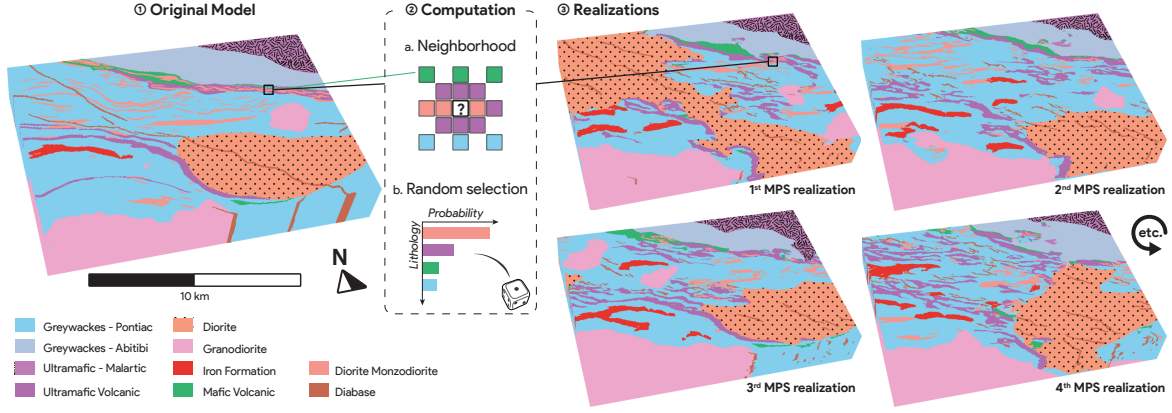 ① Original Model
② Computation
③ Realizations
a. Neighborhood
?
b. Random selection
Probability
Lithology
N
10 km
1st MPS realization
2nd MPS realization
3rd MPS realization
4th MPS realization
etc.
Greywackes - Pontiac
Greywackes - Abitibi
Ultramafic - Malartic
Ultramafic Volcanic
Diorite
Granodiorite
Iron Formation
Mafic Volcanic
Diorite Monzodiorite
Diabase